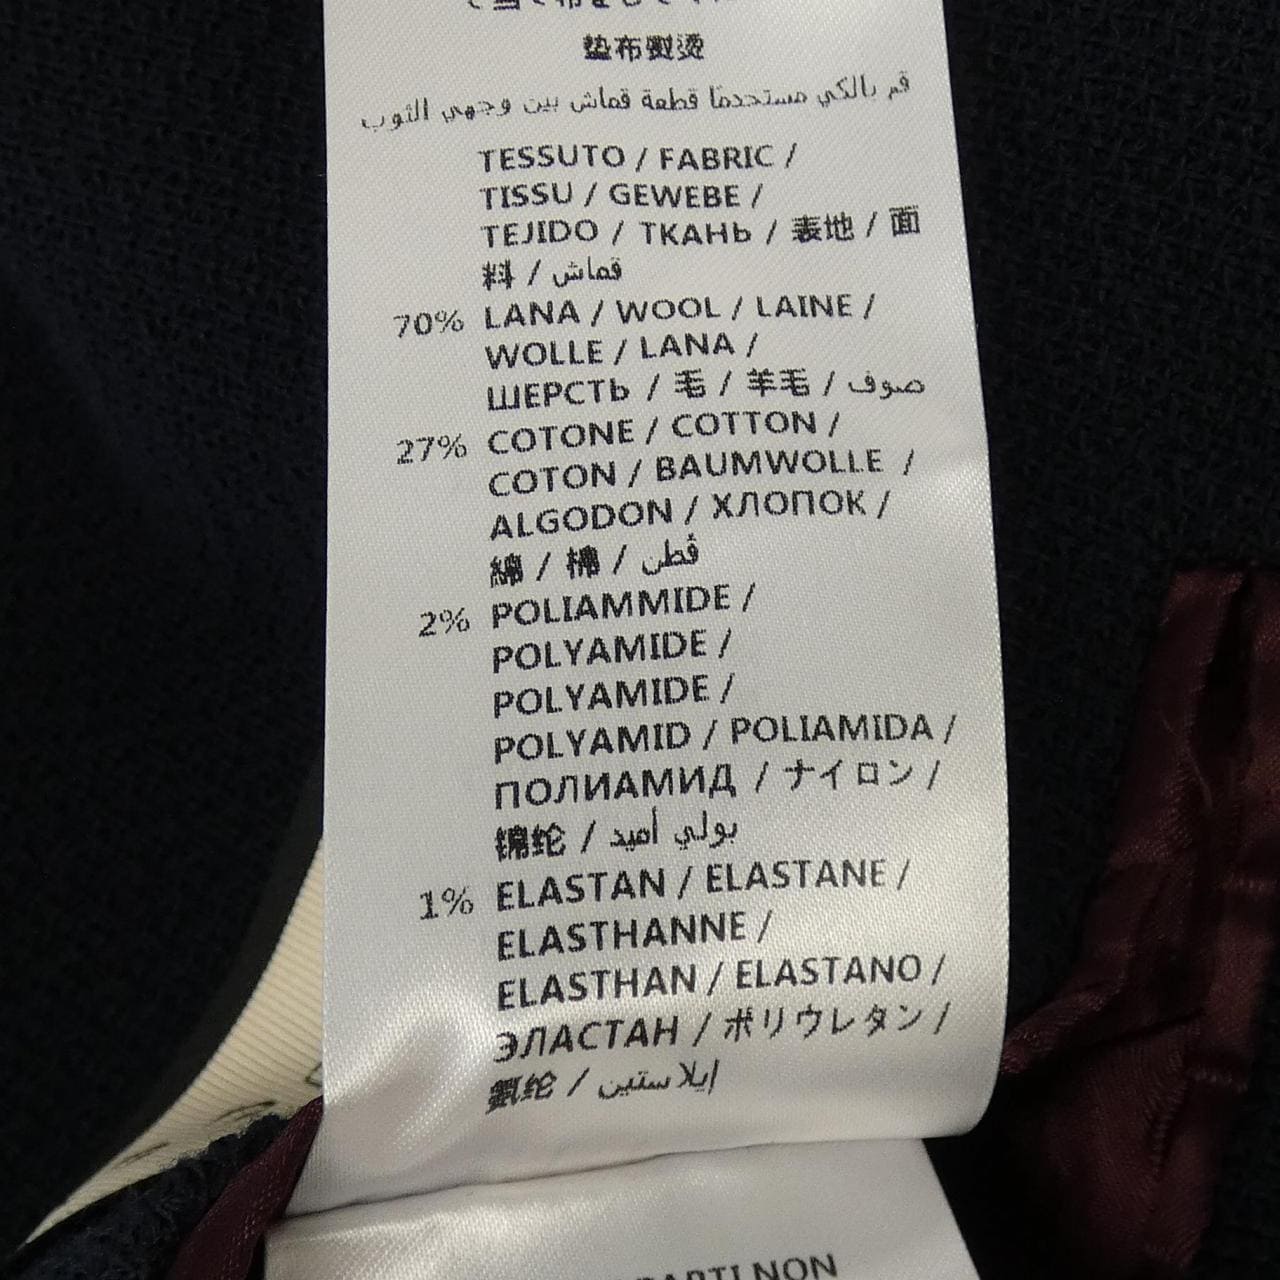 垫布熨烫
قم بالكي مستخدمًا قطعة قماش بين وجهي الثوب
TESSUTO / FABRIC /
TISSU / GEWEBE /
TEJIDO / ТКАНЬ / 表地 / 面
料 / قماش
70% LANA / WOOL / LAINE /
WOLLE / LANA /
ШЕРСТЬ / 毛 / 羊毛 / صوف
27% COTONE / COTTON /
COTON / BAUMWOLLE /
ALGODON / ХЛОПОК /
綿 / 棉 / قطن
2% POLIAMMIDE /
POLYAMIDE /
POLYAMIDE /
POLYAMID / POLIAMIDA /
ПОЛИАМИД / ナイロン /
锦纶 / بولي أميد
1% ELASTAN / ELASTANE /
ELASTHANNE /
ELASTHAN / ELASTANO /
ЭЛАСТАН / ポリウレタン /
氨纶 / إيلاستين
PARTI NON